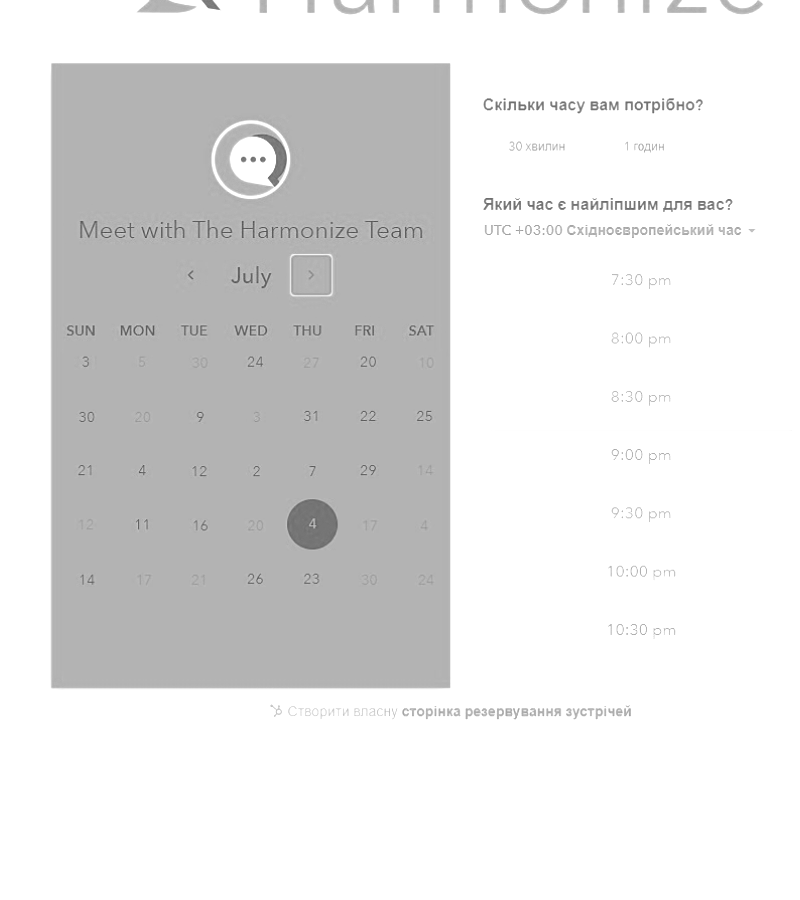 Harmonize
Meet with The Harmonize Team
July
SUN MON TUE WED THU FRI SAT
3 5 30 24 27 20 10
30 20 9 3 31 22 25
21 4 12 2 7 29 14
12 11 16 20 4 17 4
14 17 21 26 23 30 24
Скільки часу вам потрібно?
30 хвилин 1 годин
Який час є найліпшим для вас?
UTC +03:00 Східноєвропейський час
7:30 pm
8:00 pm
8:30 pm
9:00 pm
9:30 pm
10:00 pm
10:30 pm
Створити власну сторінка резервування зустрічей